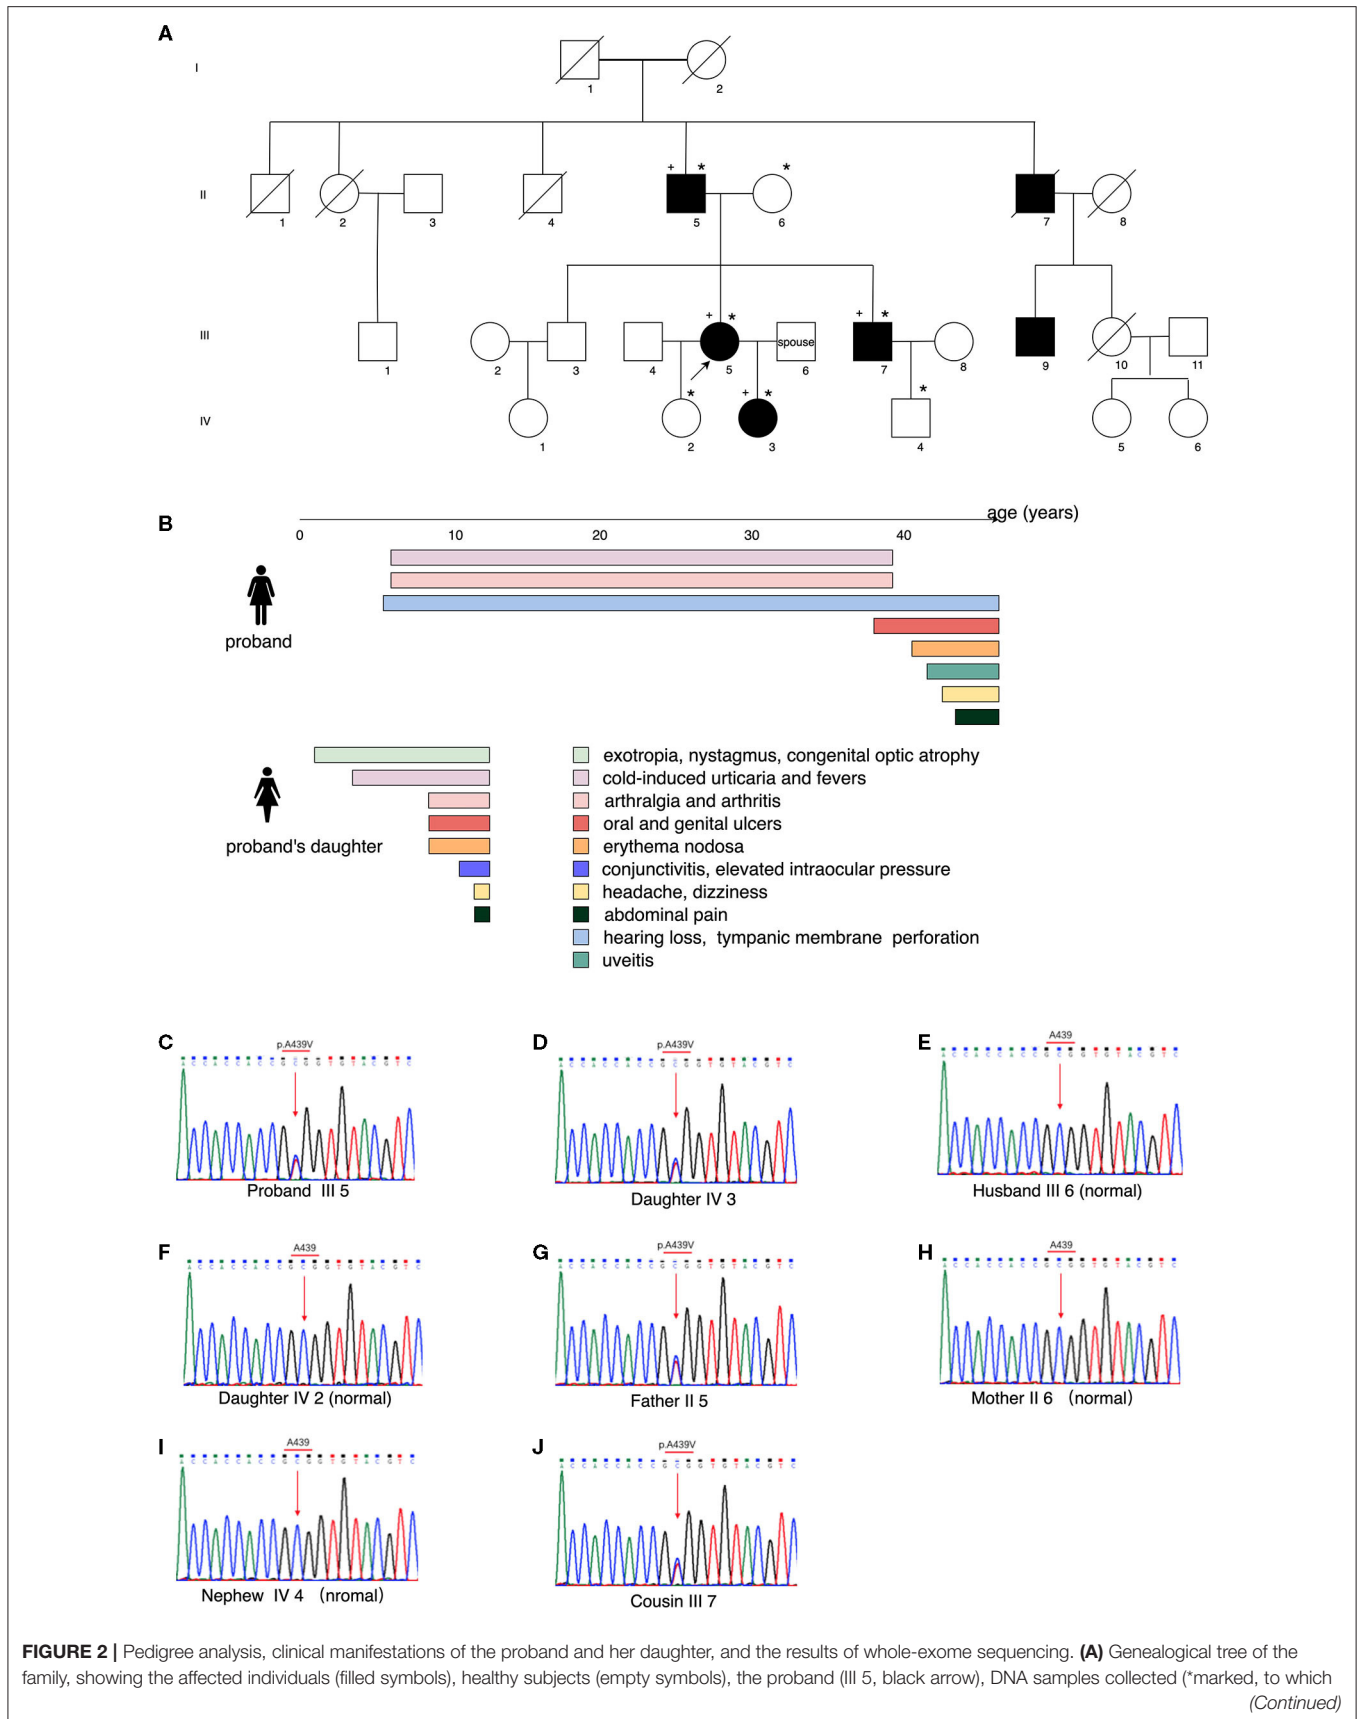 A
I
1
2
+
*
*
II
1
2
3
4
5
6
7
8
+
*
+
*
III
spouse
1
2
3
4
5
6
7
8
9
10
11
*
+
*
*
IV
1
2
3
4
5
6
B
age (years)
0
10
20
30
40
proband
proband's daughter
exotropia, nystagmus, congenital optic atrophy
cold-induced urticaria and fevers
arthralgia and arthritis
oral and genital ulcers
erythema nodosa
conjunctivitis, elevated intraocular pressure
headache, dizziness
abdominal pain
hearing loss, tympanic membrane perforation
uveitis
C
p.A439V
Proband III 5
D
p.A439V
Daughter IV 3
E
A439
A C C A C C A C C G C G G T G T A C G T C
Husband III 6 (normal)
F
A439
A C C A C C A C C G C G G T G T A C G T C
Daughter IV 2 (normal)
G
p.A439V
Father II 5
H
A439
A C C A C C A C C G C G G T G T A C G T C
Mother II 6 (normal)
I
A439
A C C A C C A C C G C G G T G T A C G T C
Nephew IV 4 (nromal)
J
p.A439V
Cousin III 7
FIGURE 2 | Pedigree analysis, clinical manifestations of the proband and her daughter, and the results of whole-exome sequencing. (A) Genealogical tree of the
family, showing the affected individuals (filled symbols), healthy subjects (empty symbols), the proband (III 5, black arrow), DNA samples collected (*marked, to which
(Continued)